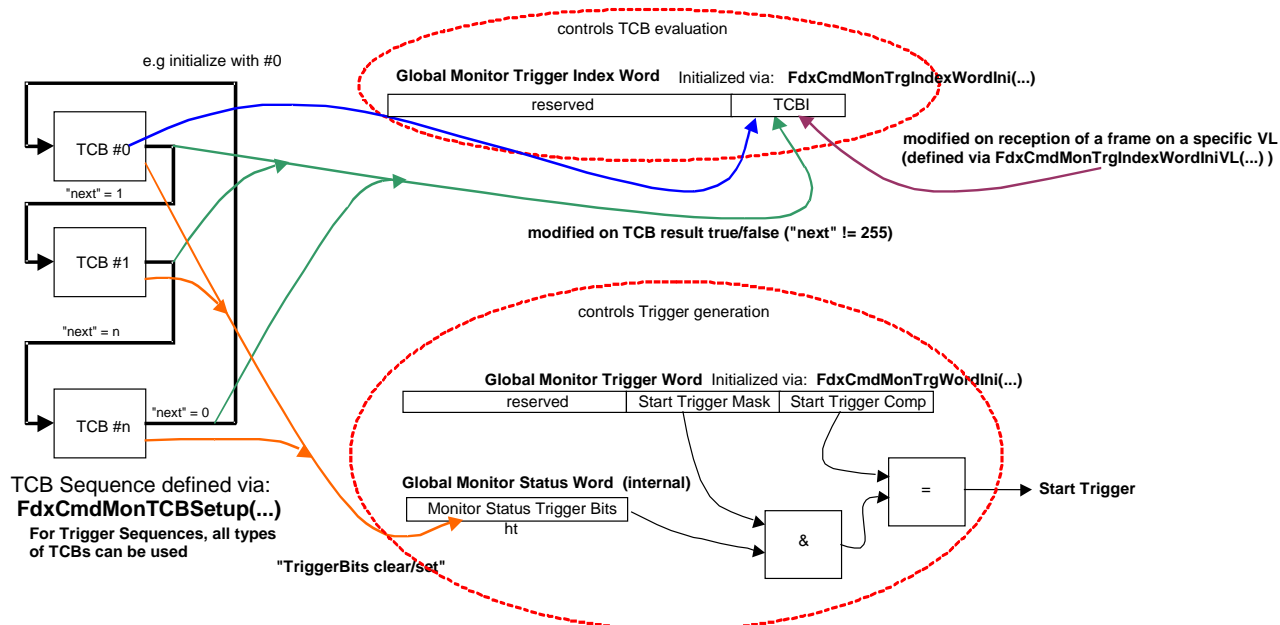 controls TCB evaluation
e.g initialize with #0
Global Monitor Trigger Index Word Initialized via: FdxCmdMonTrgIndexWordIni(...)
reserved TCBI
TCB #0
modified on reception of a frame on a specific VL
(defined via FdxCmdMonTrgIndexWordIniVL(...) )
"next" = 1
modified on TCB result true/false ("next" != 255)
TCB #1
controls Trigger generation
"next" = n
Global Monitor Trigger Word Initialized via: FdxCmdMonTrgWordIni(...)
reserved Start Trigger Mask Start Trigger Comp
"next" = 0
TCB #n
TCB Sequence defined via:
FdxCmdMonTCBSetup(...)
For Trigger Sequences, all types
of TCBs can be used
Global Monitor Status Word (internal)
Monitor Status Trigger Bits
ht
=
Start Trigger
&
"TriggerBits clear/set"